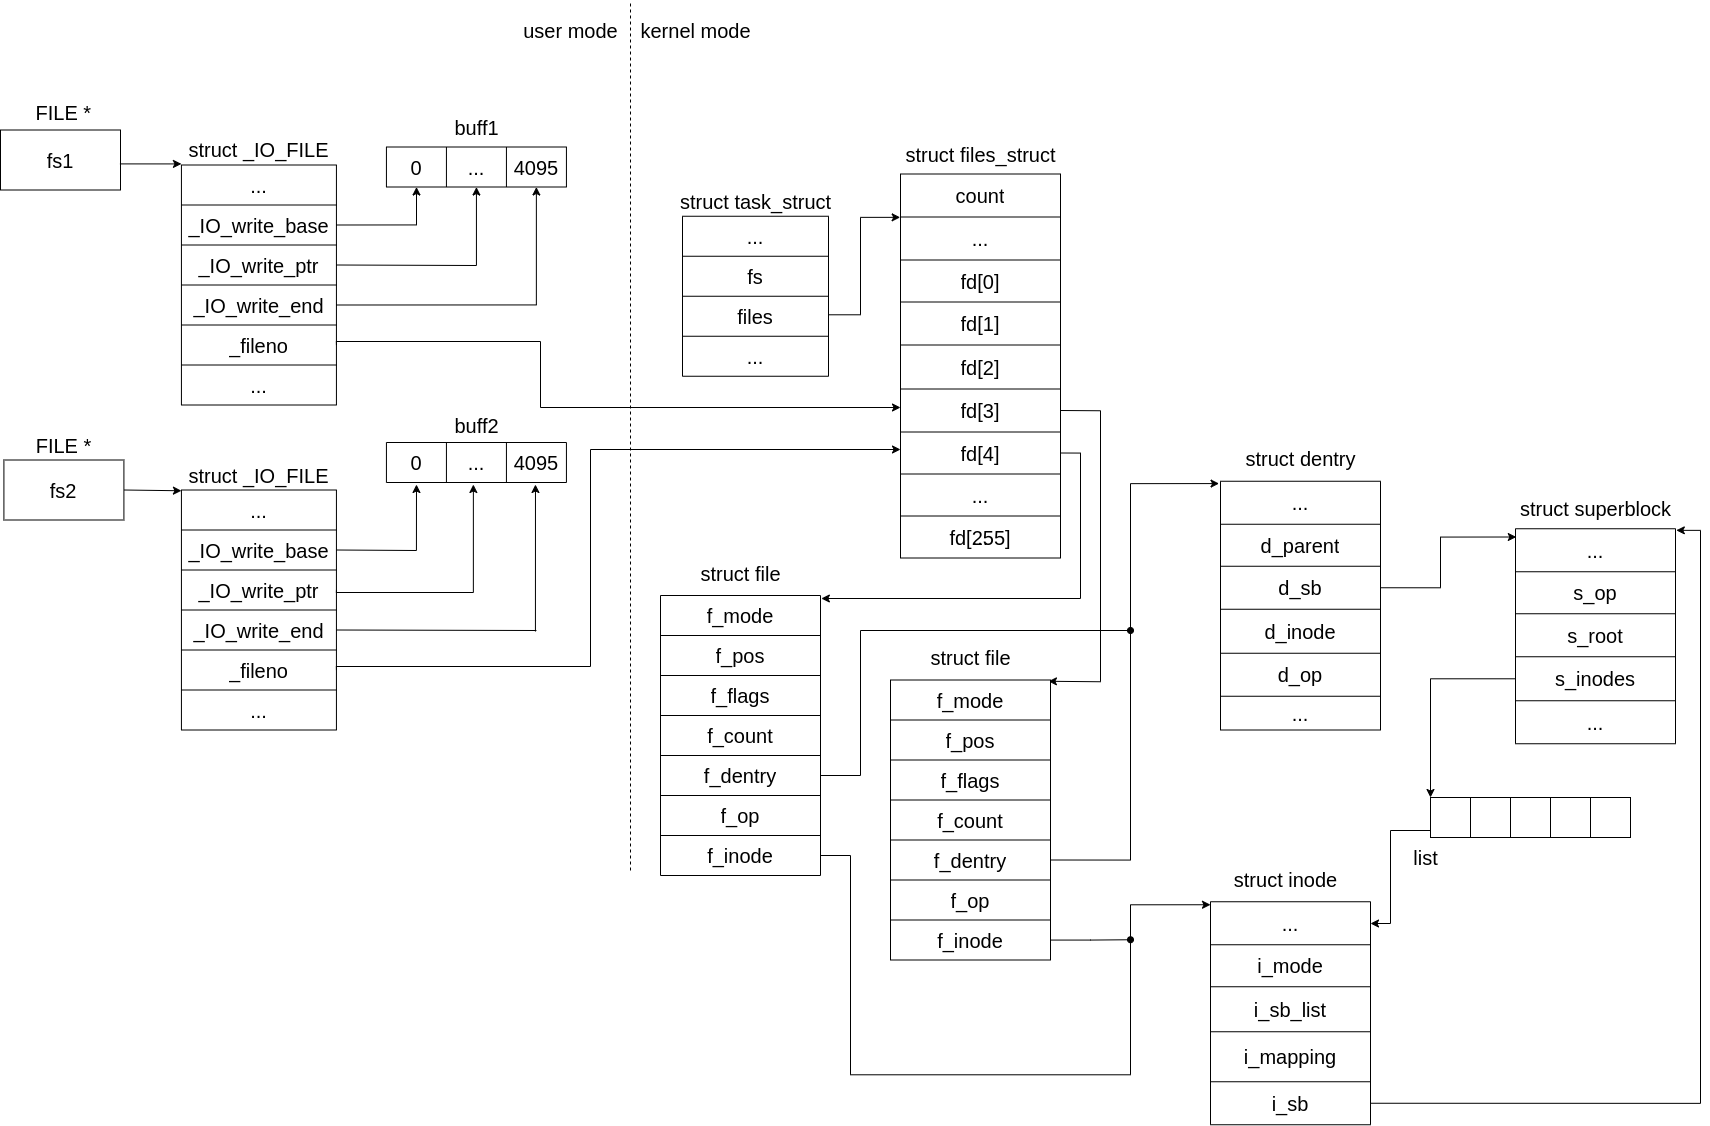 user mode
kernel mode
FILE *
fs1
struct _IO_FILE
...
_IO_write_base
_IO_write_ptr
_IO_write_end
_fileno
...
buff1
0
...
4095
FILE *
fs2
struct _IO_FILE
...
_IO_write_base
_IO_write_ptr
_IO_write_end
_fileno
...
buff2
0
...
4095
struct task_struct
...
fs
files
...
struct files_struct
count
...
fd[0]
fd[1]
fd[2]
fd[3]
fd[4]
...
fd[255]
struct file
f_mode
f_pos
f_flags
f_count
f_dentry
f_op
f_inode
struct file
f_mode
f_pos
f_flags
f_count
f_dentry
f_op
f_inode
struct dentry
...
d_parent
d_sb
d_inode
d_op
...
struct superblock
...
s_op
s_root
s_inodes
...
list
struct inode
...
i_mode
i_sb_list
i_mapping
i_sb